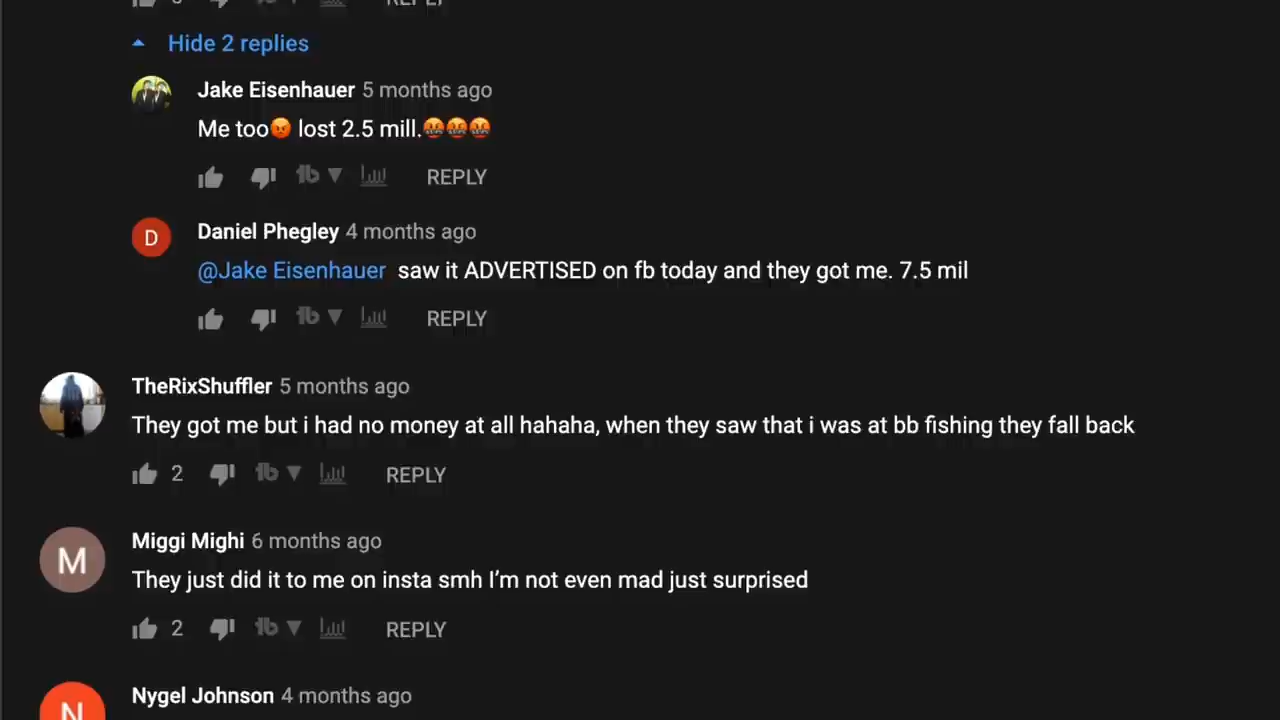 REPLY
Hide 2 replies
Jake Eisenhauer 5 months ago
Me too😡 lost 2.5 mill.🤬🤬🤬
REPLY
D
Daniel Phegley 4 months ago
@Jake Eisenhauer saw it ADVERTISED on fb today and they got me. 7.5 mil
REPLY
TheRixShuffler 5 months ago
They got me but i had no money at all hahaha, when they saw that i was at bb fishing they fall back
2 REPLY
M
Miggi Mighi 6 months ago
They just did it to me on insta smh I'm not even mad just surprised
2 REPLY
N
Nygel Johnson 4 months ago